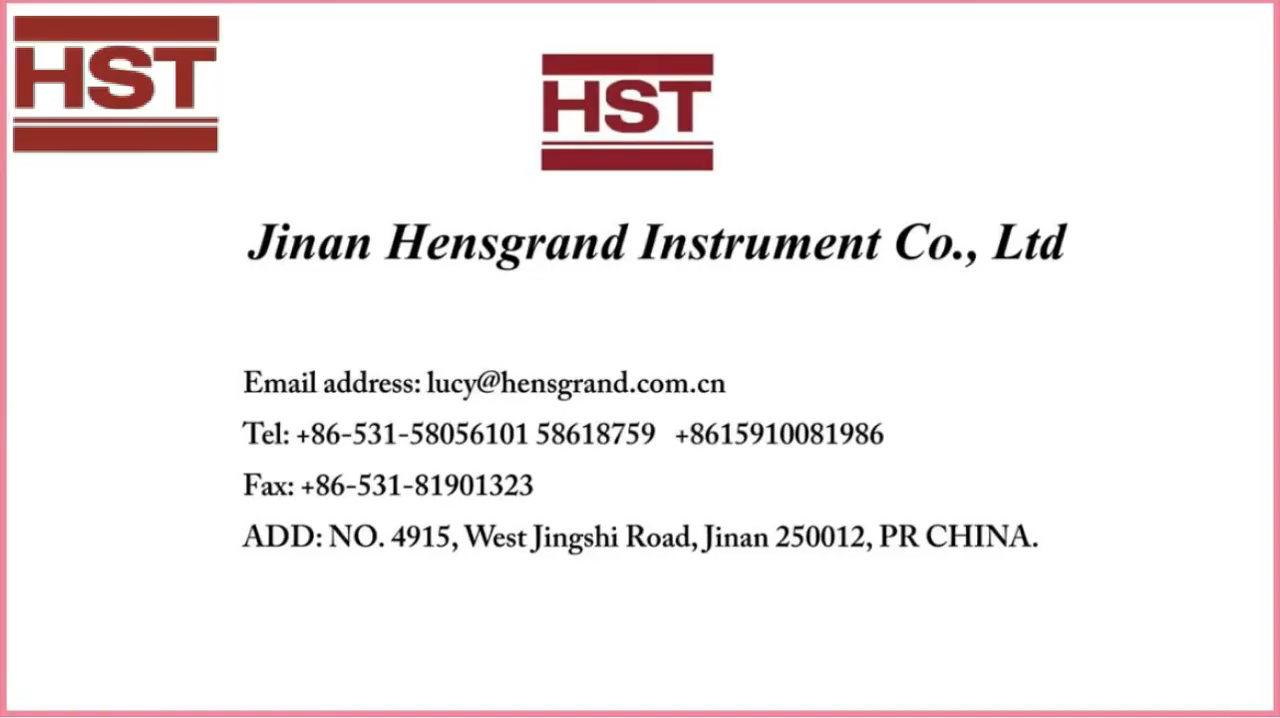 HST
HST
Jinan Hensgrand Instrument Co., Ltd
Email address: lucy@hensgrand.com.cn
Tel: +86-531-58056101 58618759   +8615910081986
Fax: +86-531-81901323
ADD: NO. 4915, West Jingshi Road, Jinan 250012, PR CHINA.